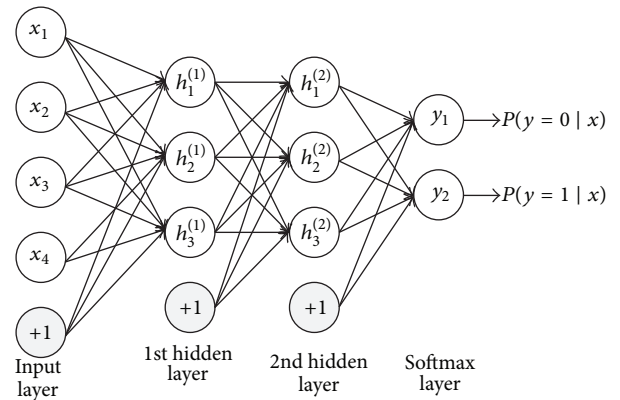 x₁
x₂
x₃
x₄
+1
Input
layer
h₁⁽¹⁾
h₂⁽¹⁾
h₃⁽¹⁾
+1
1st hidden
layer
h₁⁽²⁾
h₂⁽²⁾
h₃⁽²⁾
+1
2nd hidden
layer
y₁
y₂
Softmax
layer
P(y = 0 | x)
P(y = 1 | x)